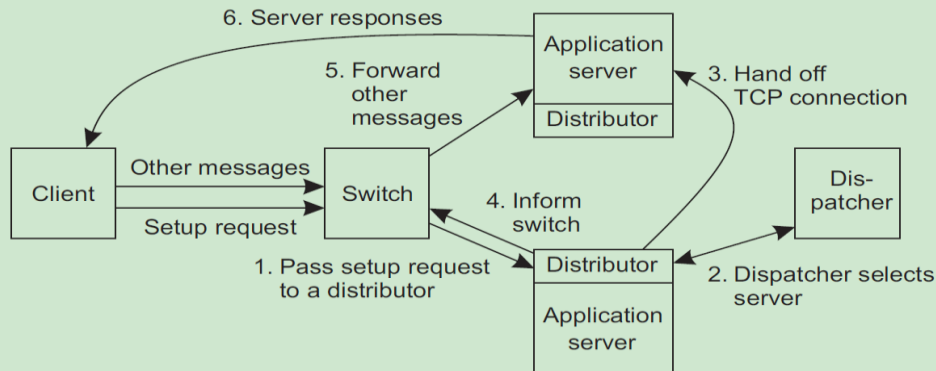 6. Server responses
Application
server
Distributor
5. Forward
other
messages
3. Hand off
TCP connection
Client
Other messages
Setup request
Switch
4. Inform
switch
Dis-
patcher
1. Pass setup request
to a distributor
Distributor
Application
server
2. Dispatcher selects
server